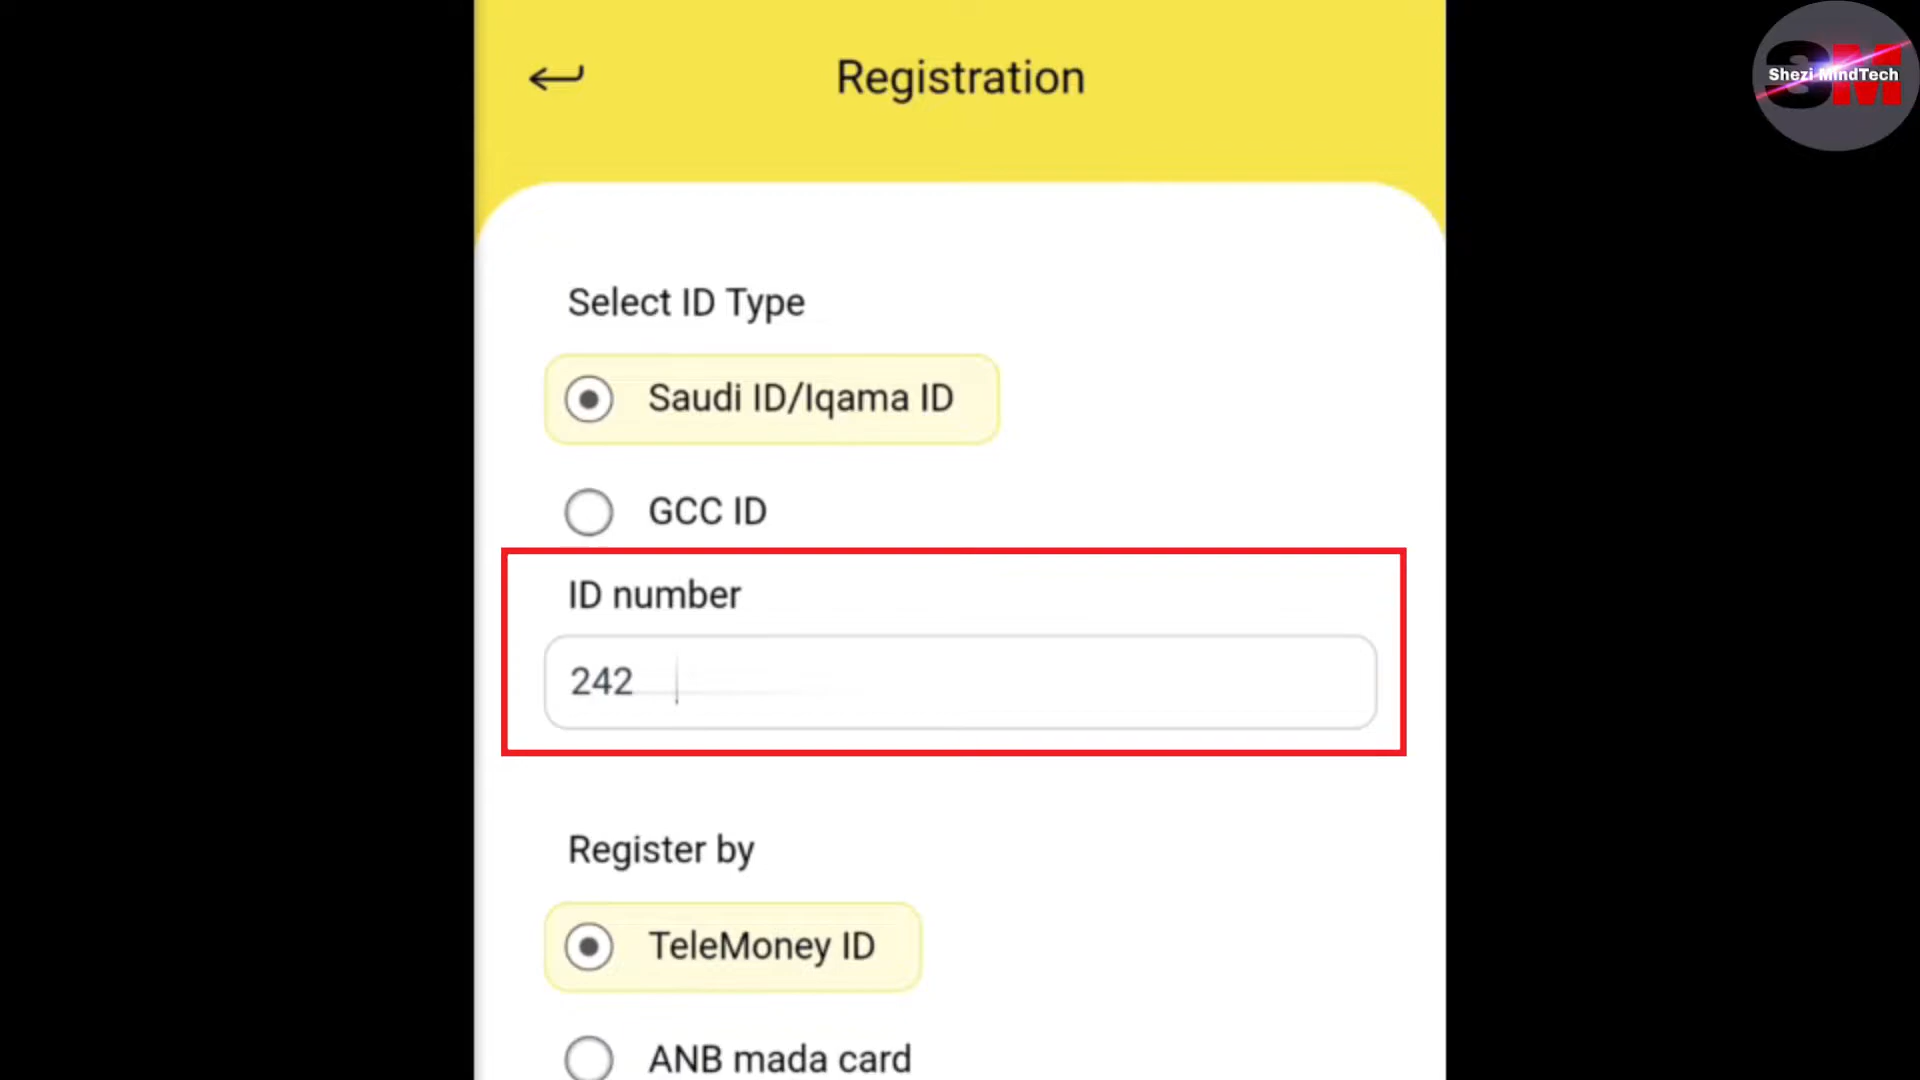 Registration
Shezi MindTech
Select ID Type
Saudi ID/Iqama ID
GCC ID
ID number
242
Register by
TeleMoney ID
ANB mada card